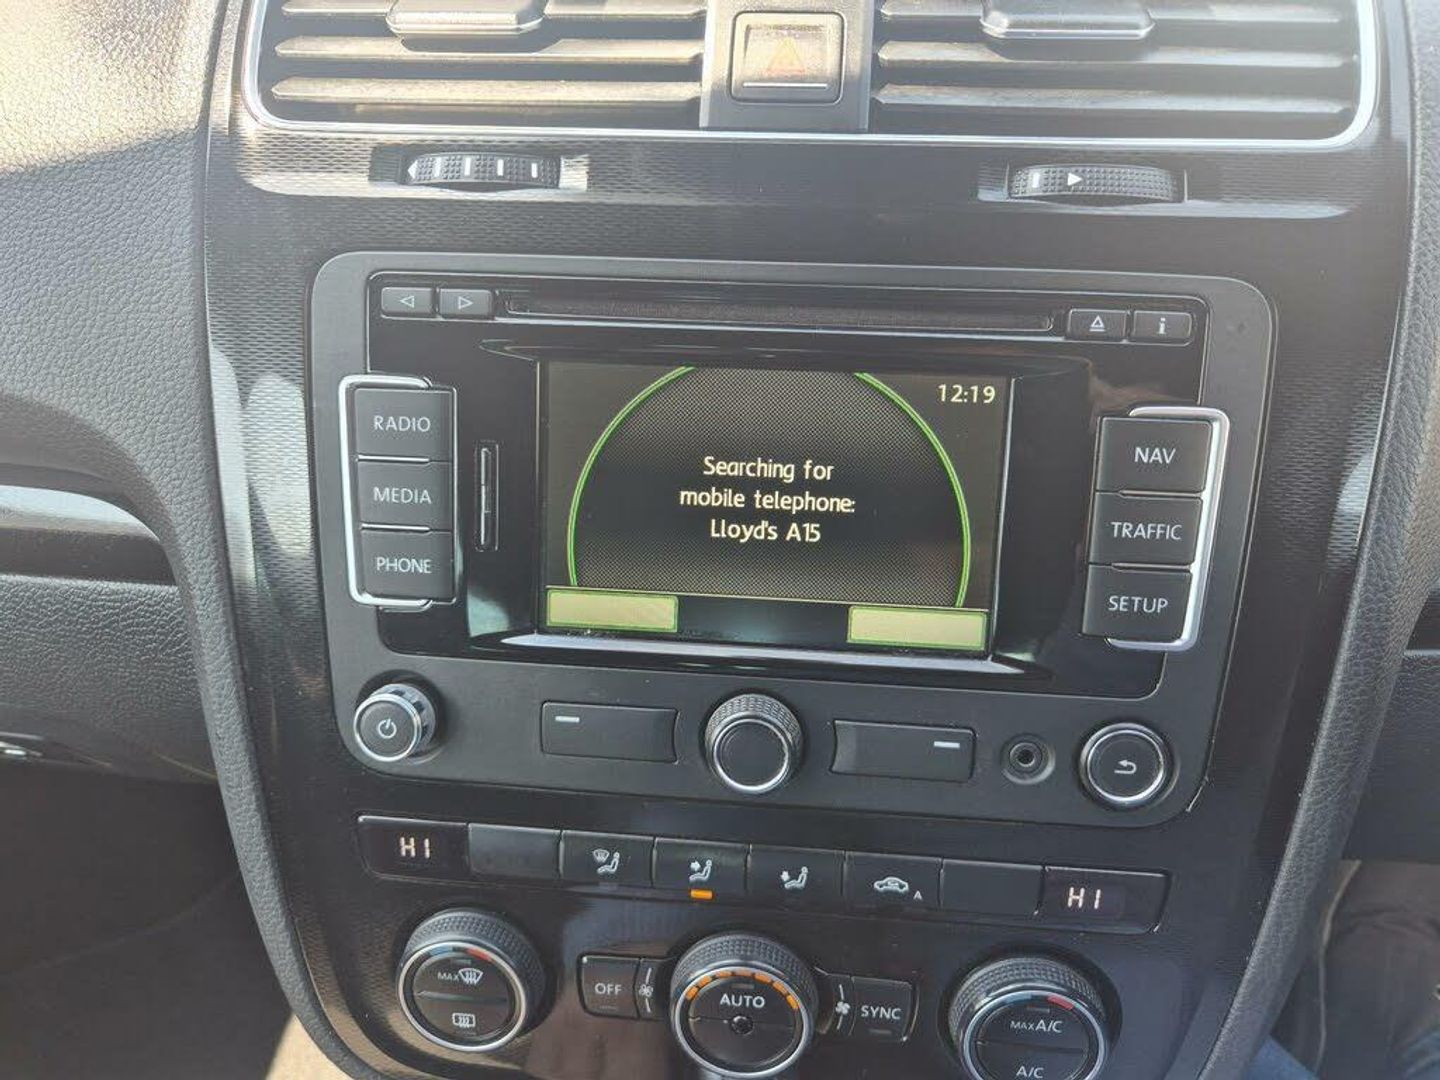 12:19
Searching for
mobile telephone:
Lloyd's A15
RADIO
MEDIA
PHONE
NAV
TRAFFIC
SETUP
i
HI
A
HI
MAX
OFF
AUTO
SYNC
MAX A/C
A/C